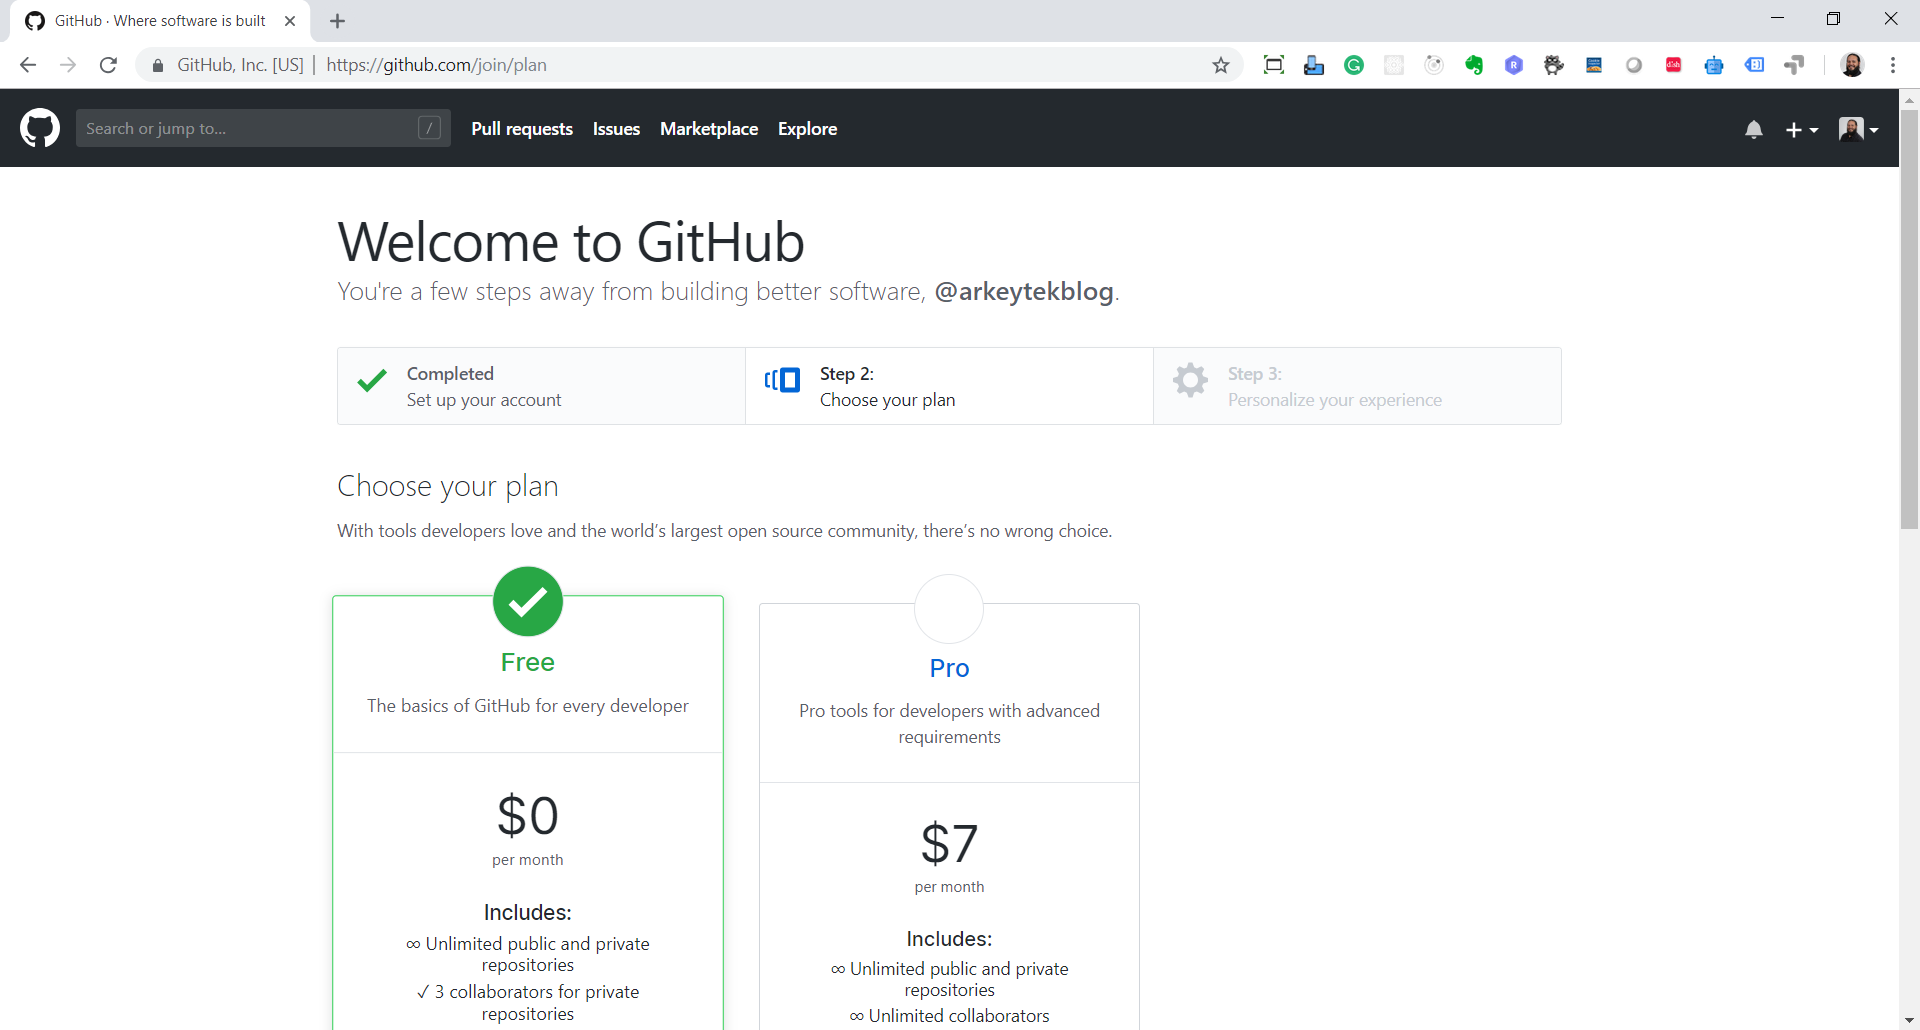 GitHub · Where software is built
GitHub, Inc. [US] | https://github.com/join/plan
Search or jump to... /
Pull requests Issues Marketplace Explore
Welcome to GitHub
You're a few steps away from building better software, @arkeytekblog.
Completed
Set up your account
Step 2:
Choose your plan
Step 3:
Personalize your experience
Choose your plan
With tools developers love and the world’s largest open source community, there’s no wrong choice.
Free
The basics of GitHub for every developer
$0
per month
Includes:
∞ Unlimited public and private
repositories
✓ 3 collaborators for private
repositories
Pro
Pro tools for developers with advanced
requirements
$7
per month
Includes:
∞ Unlimited public and private
repositories
∞ Unlimited collaborators